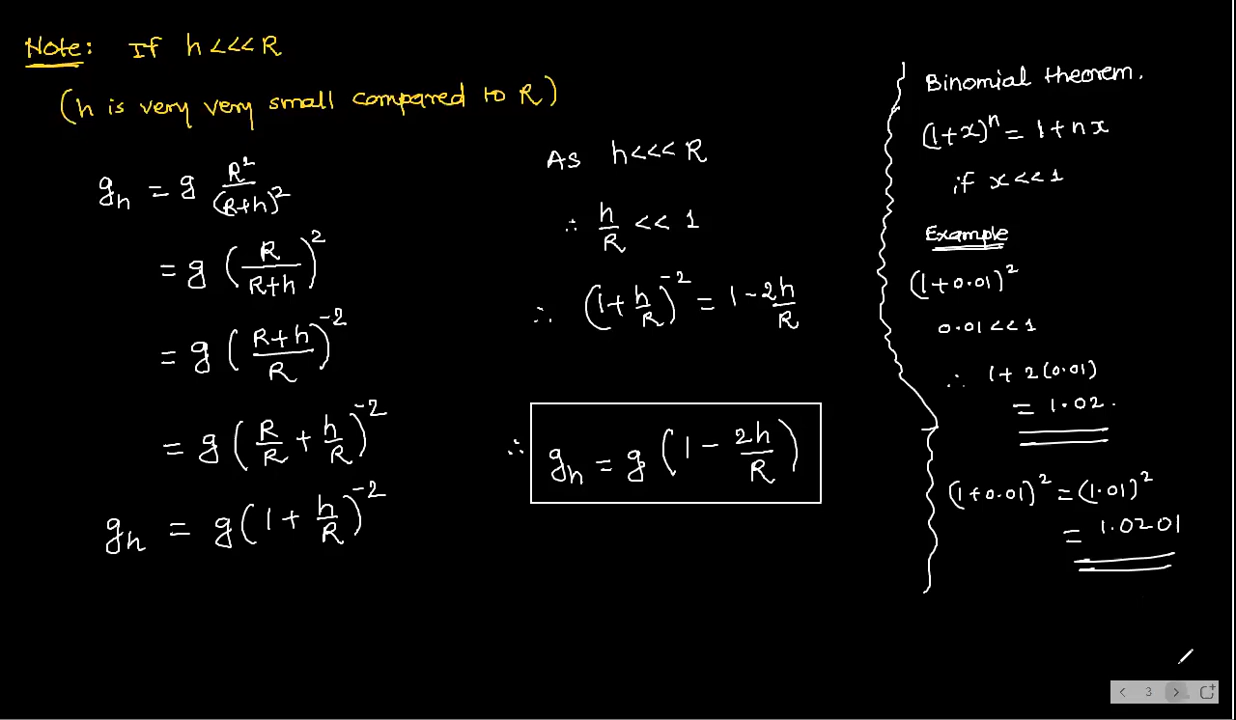 Note: If h <<< R
(h is very very small compared to R)
g_h = g R²/(R+h)²
= g (R/(R+h))²
= g ((R+h)/R)⁻²
= g (R/R + h/R)⁻²
g_h = g (1 + h/R)⁻²
As h <<< R
∴ h/R << 1
∴ (1 + h/R)⁻² = 1 - 2h/R
∴ g_h = g (1 - 2h/R)
Binomial theorem.
(1+x)ⁿ = 1+nx
if x << 1
Example
(1+0.01)²
0.01 << 1
∴ 1+ 2(0.01)
= 1.02.
(1+0.01)² = (1.01)²
= 1.0201
< 3 >